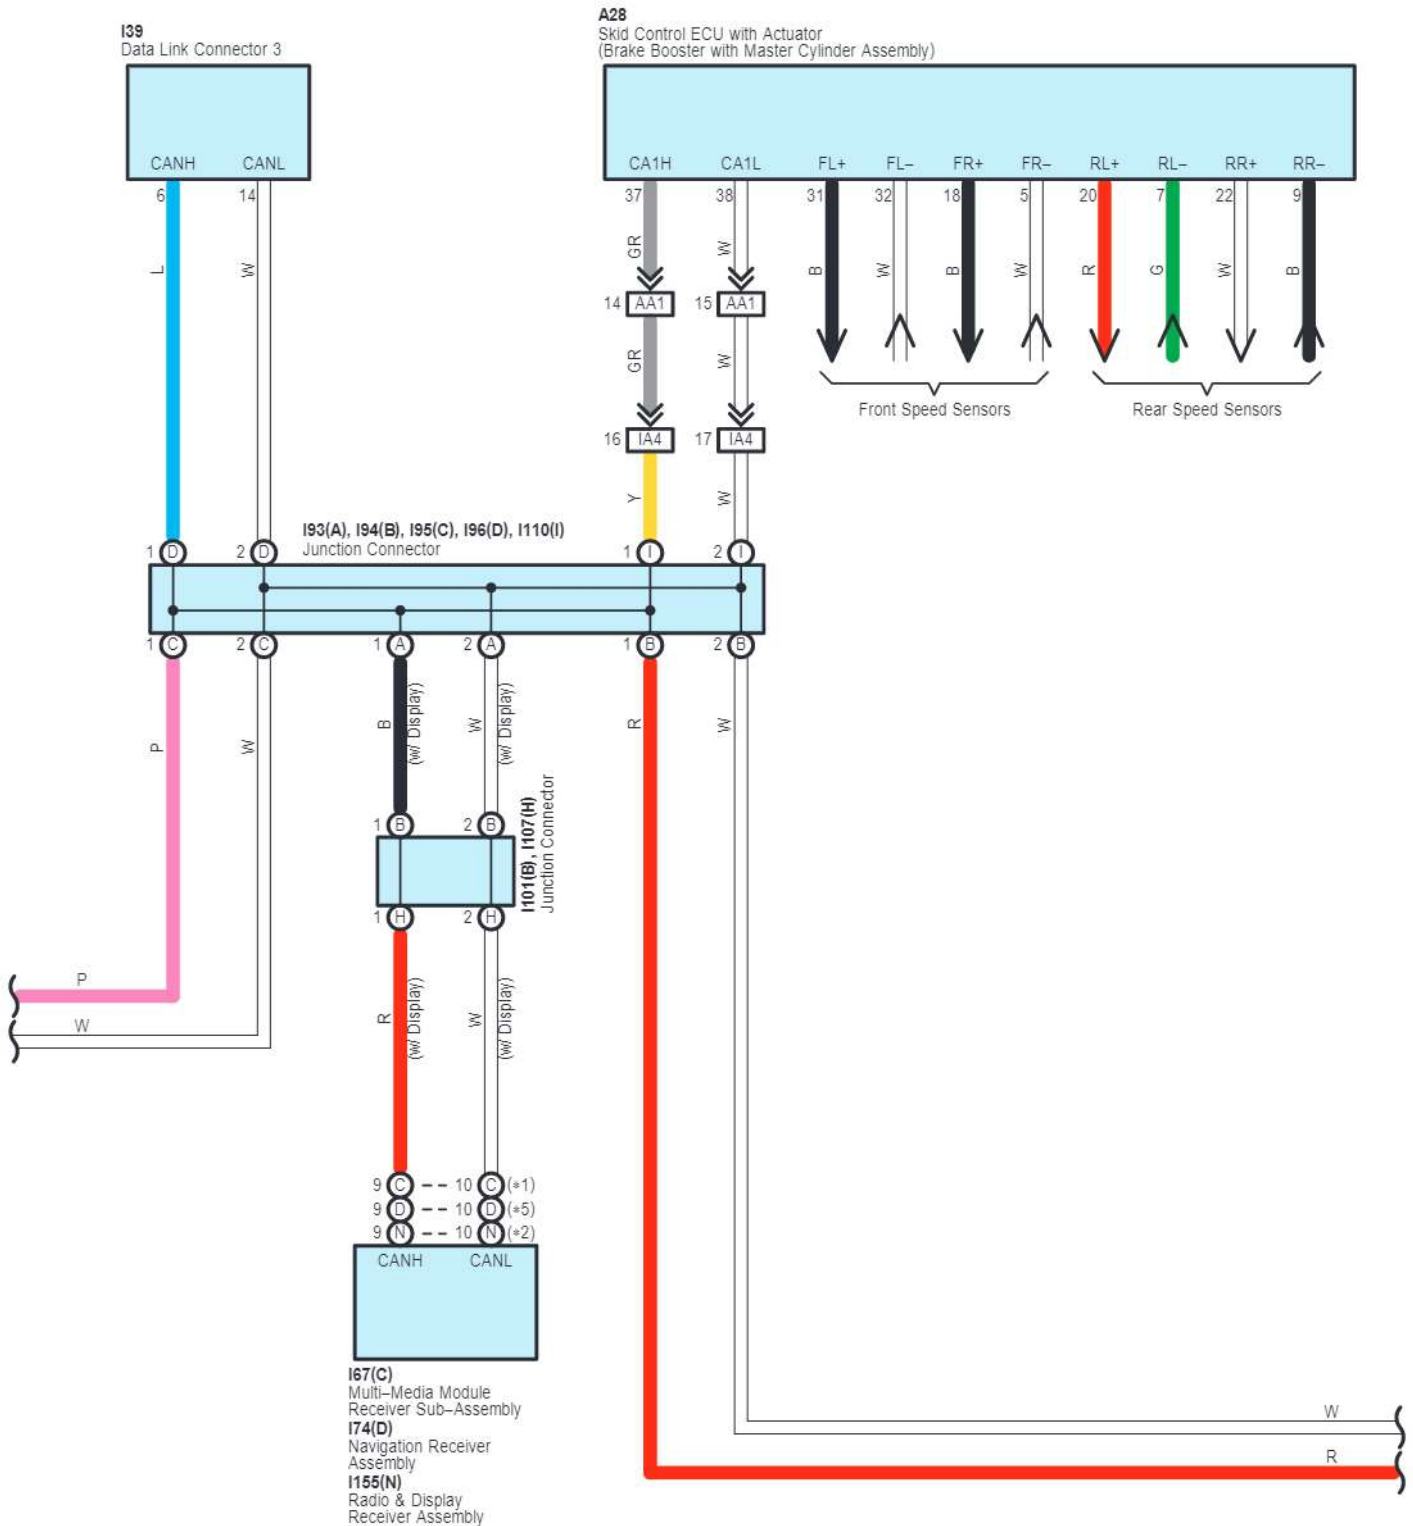 I39
Data Link Connector 3
A28
Skid Control ECU with Actuator
(Brake Booster with Master Cylinder Assembly)
CANH CANL
CA1H CA1L FL+ FL– FR+ FR– RL+ RL– RR+ RR–
6 14
37 38 31 32 18 5 20 7 22 9
L W
GR W B W B W R G W B
14 AA1 15 AA1
GR W
Front Speed Sensors Rear Speed Sensors
16 IA4 17 IA4
Y W
I93(A), I94(B), I95(C), I96(D), I110(I)
Junction Connector
1 D 2 D 1 I 2 I
1 C 2 C 1 A 2 A 1 B 2 B
P W
B (w/ Display) W (w/ Display)
R W
I101(B), I107(H)
Junction Connector
1 B 2 B
1 H 2 H
P
W
R (w/ Display) W (w/ Display)
9 C -- 10 C (*1)
9 D -- 10 D (*5)
9 N -- 10 N (*2)
CANH CANL
I67(C)
Multi–Media Module
Receiver Sub–Assembly
I74(D)
Navigation Receiver
Assembly
I155(N)
Radio & Display
Receiver Assembly
W
R